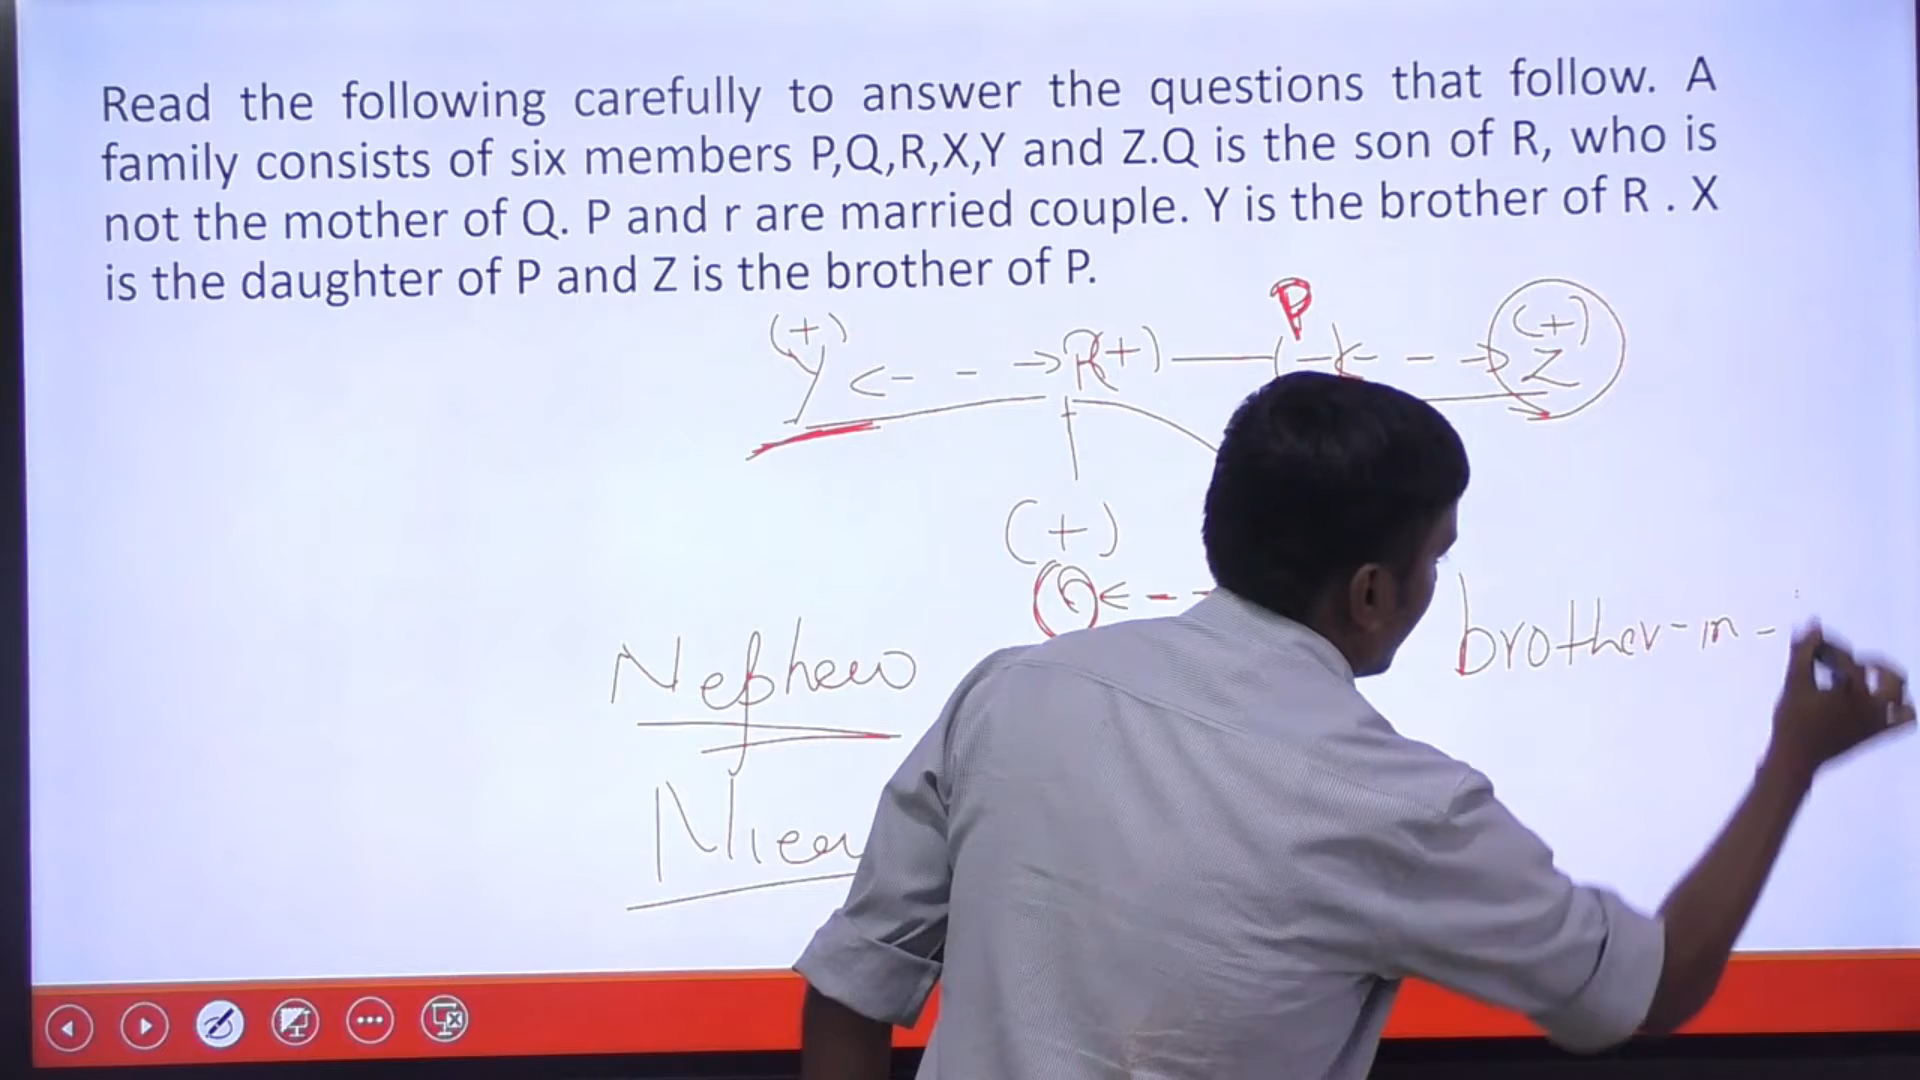 Read the following carefully to answer the questions that follow. A
family consists of six members P,Q,R,X,Y and Z.Q is the son of R, who is
not the mother of Q. P and r are married couple. Y is the brother of R . X
is the daughter of P and Z is the brother of P.
P
(+) (+)
Y R(+) (- Z
(+)
Q
brother-in-
Nephew